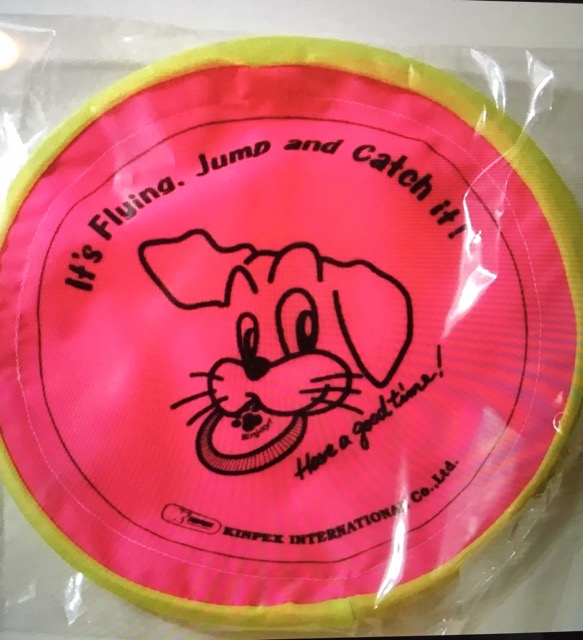 It's Flying. Jump and Catch it!
Have a good time!
KINPEX INTERNATIONAL Co.,Ltd.